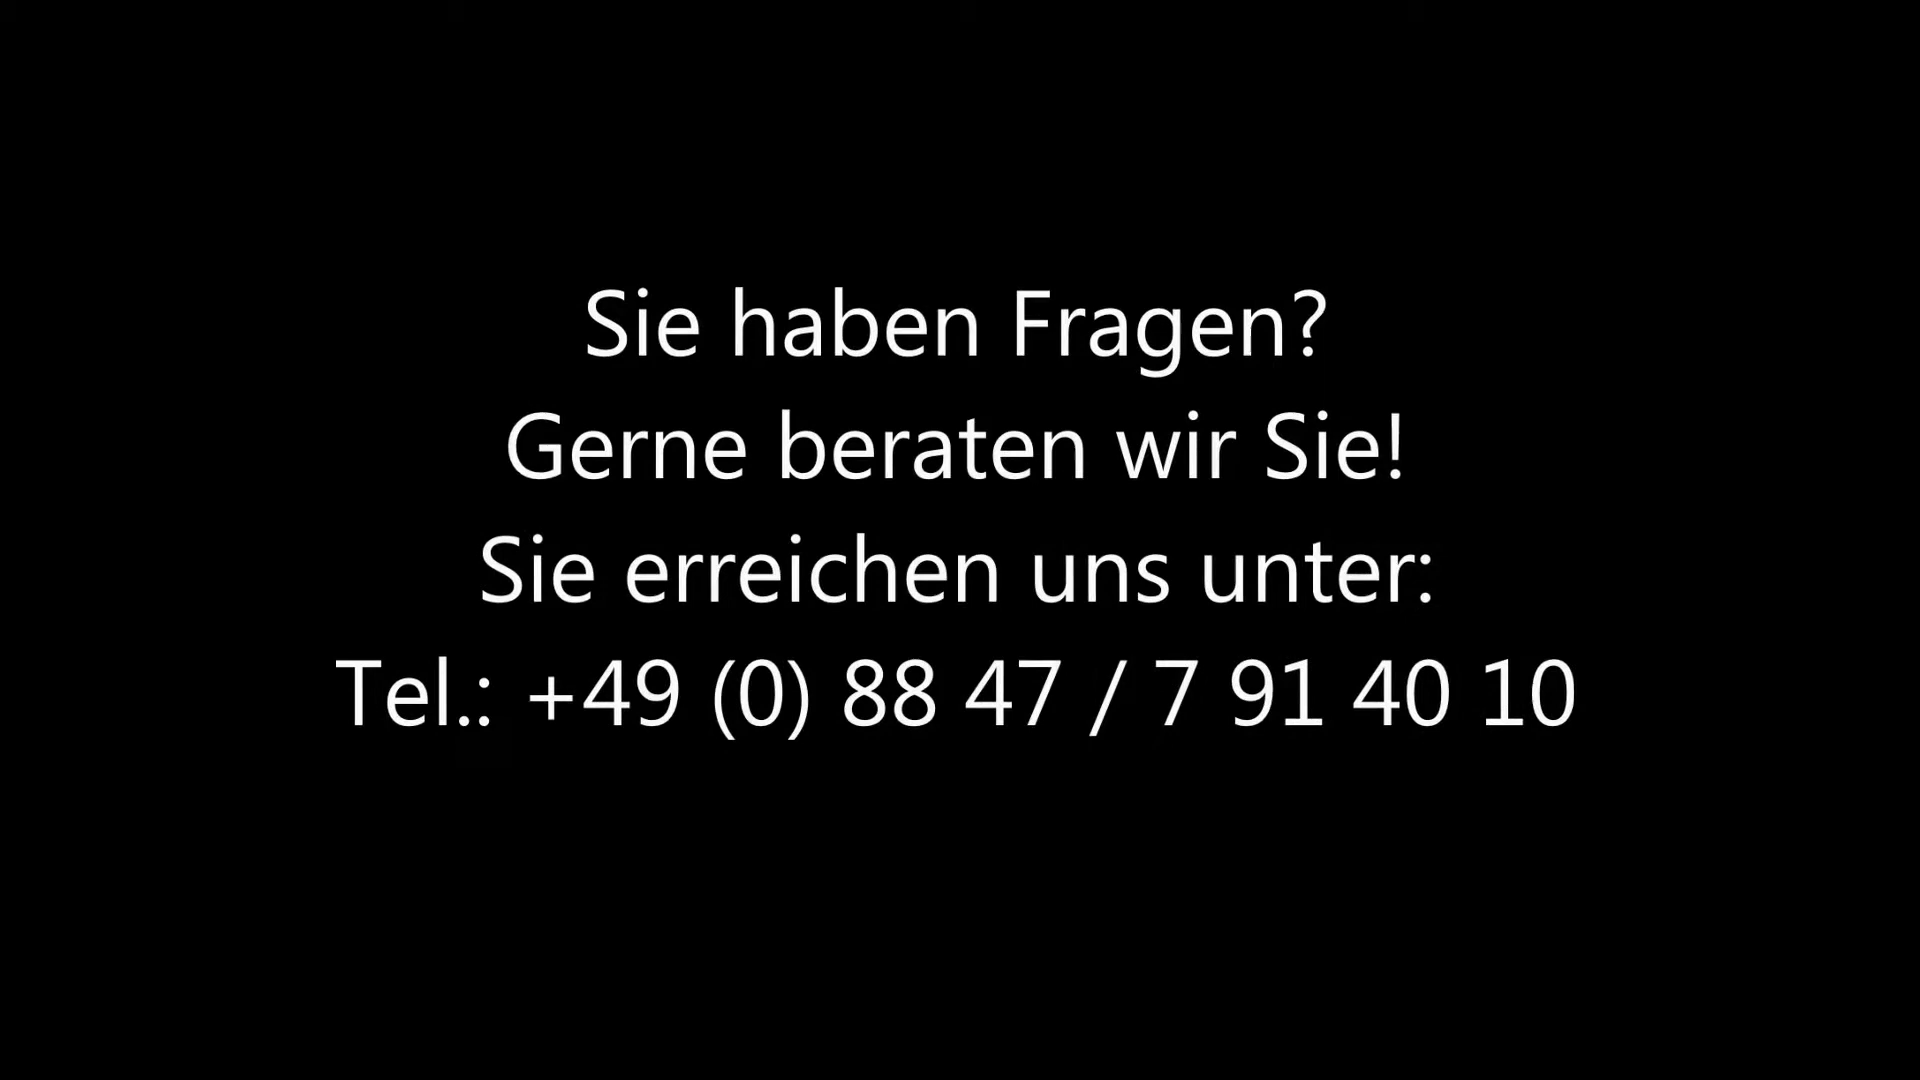 Sie haben Fragen?
Gerne beraten wir Sie!
Sie erreichen uns unter:
Tel.: +49 (0) 88 47 / 7 91 40 10